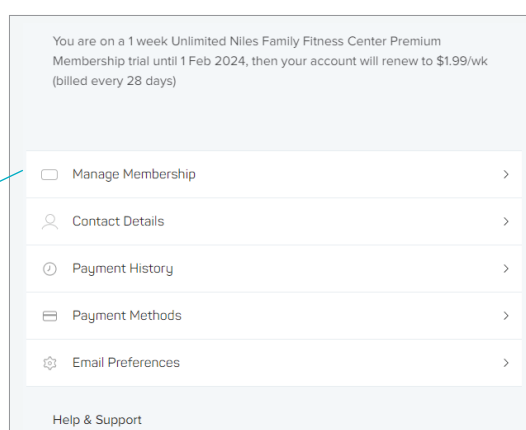 You are on a 1 week Unlimited Niles Family Fitness Center Premium
Membership trial until 1 Feb 2024, then your account will renew to $1.99/wk
(billed every 28 days)
Manage Membership
Contact Details
Payment History
Payment Methods
Email Preferences
Help & Support